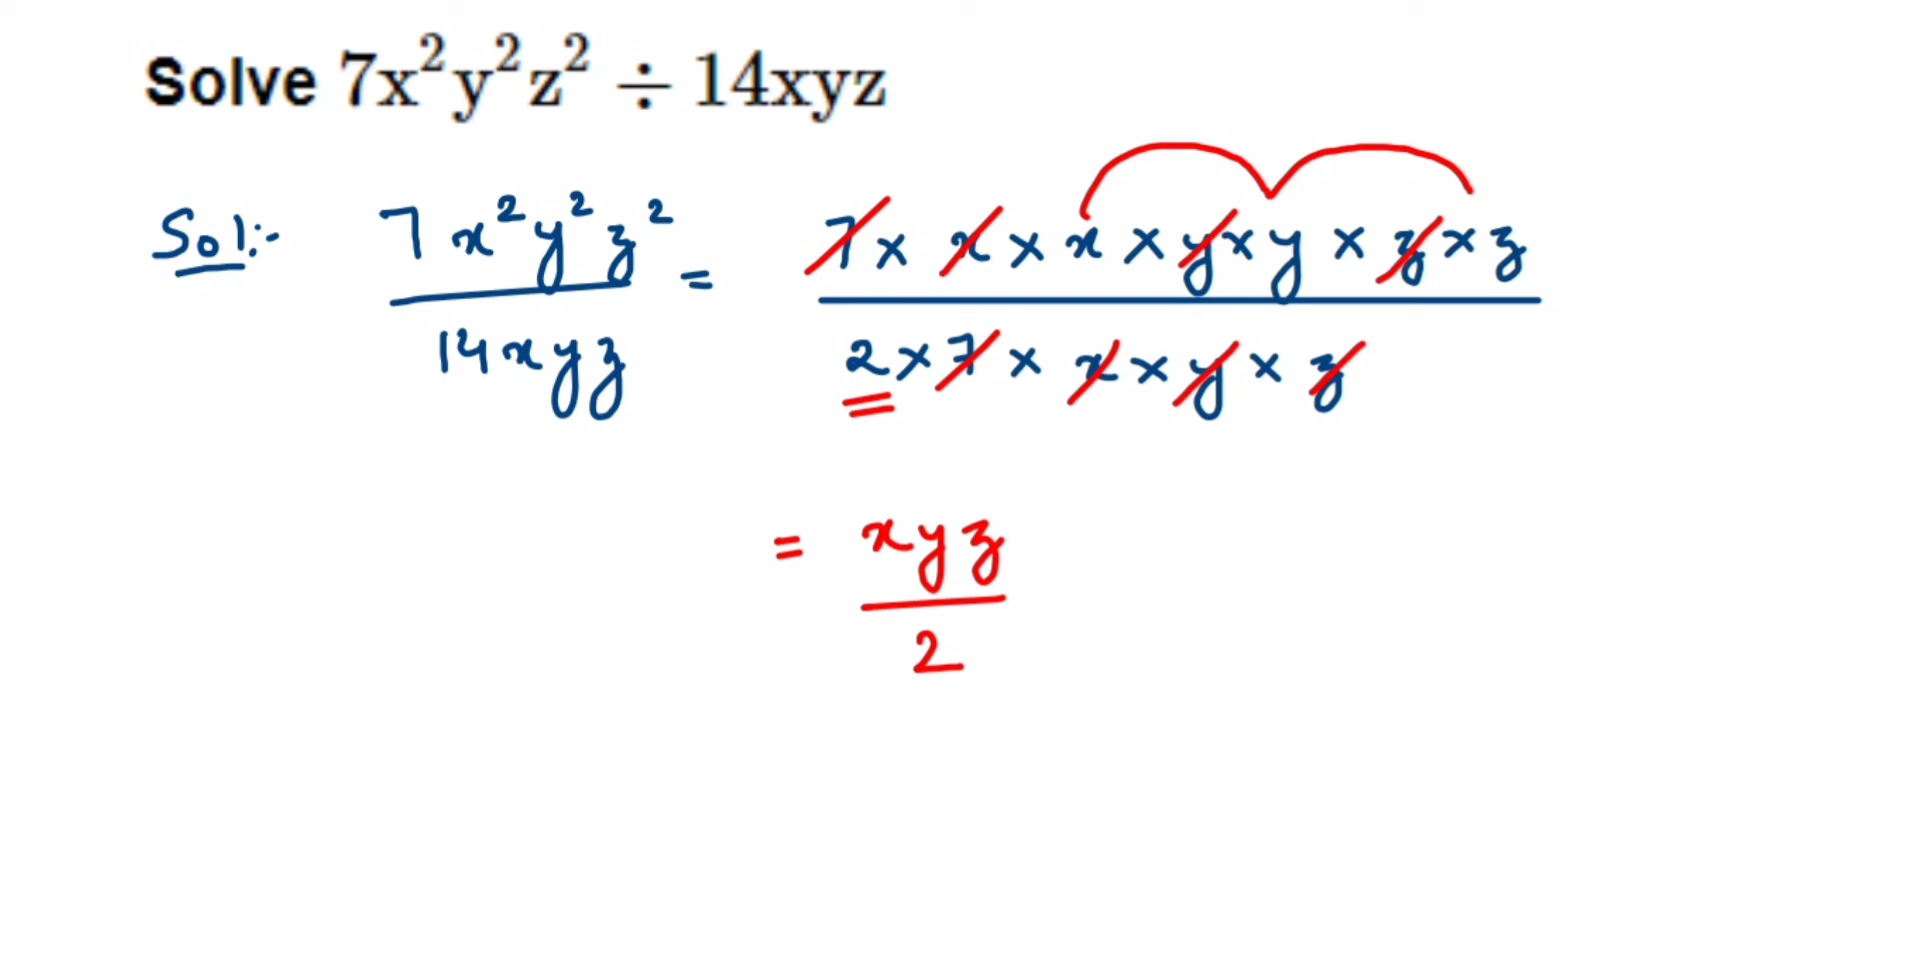 Solve 7x²y²z² ÷ 14xyz
Sol:- 7x²y²z² / 14xyz = 7 × x × x × y × y × z × z / 2 × 7 × x × y × z
= xyz / 2